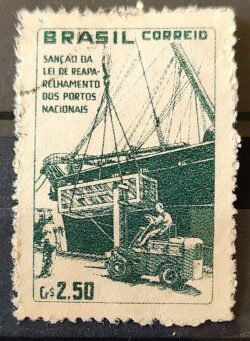 BRASIL CORREIO
SANÇÃO DA
LEI DE REAPA-
RELHAMENTO
DOS PORTOS
NACIONAIS
Cr$ 2,50